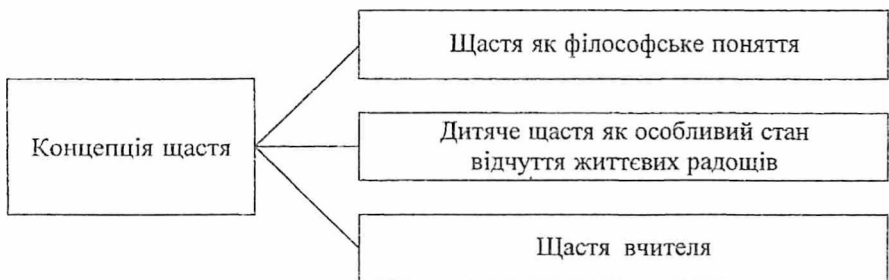 Щастя як філософське поняття
Концепція щастя
Дитяче щастя як особливий стан
відчуття життєвих радощів
Щастя вчителя